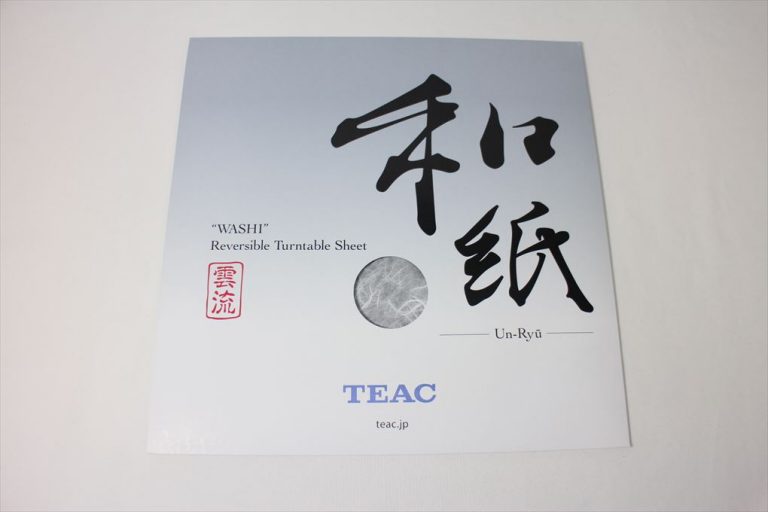 和
紙
“WASHI”
Reversible Turntable Sheet
雲
流
Un-Ryū
TEAC
teac.jp